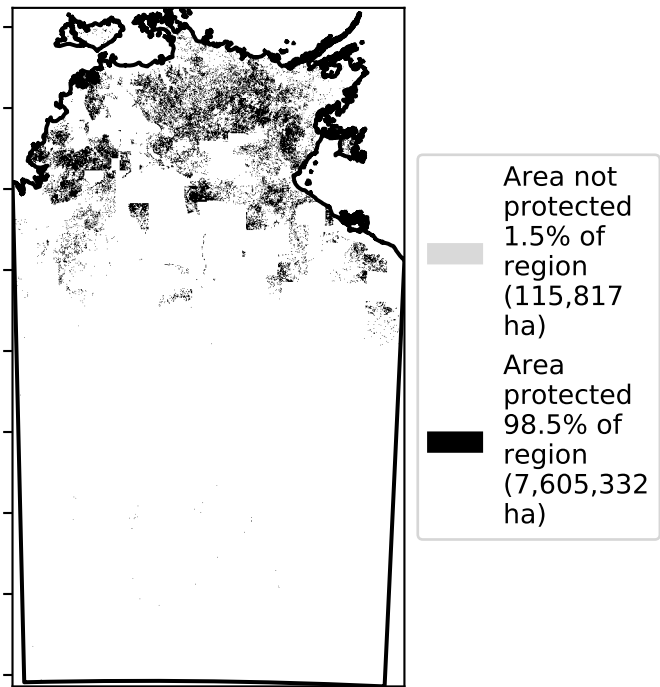 Area not
protected
1.5% of
region
(115,817
ha)
Area
protected
98.5% of
region
(7,605,332
ha)